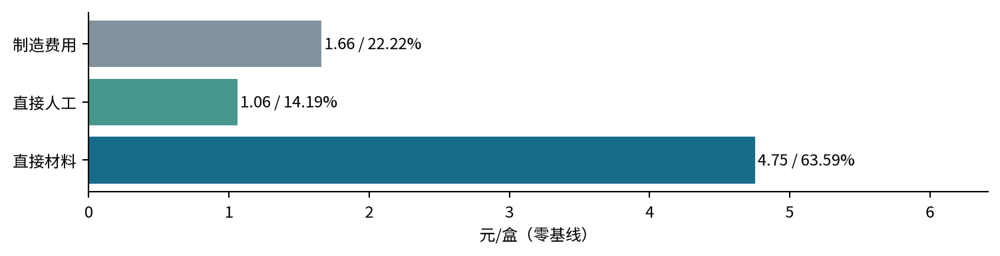 制造费用
1.66 / 22.22%
直接人工
1.06 / 14.19%
直接材料
4.75 / 63.59%
0 1 2 3 4 5 6
元/盒（零基线）